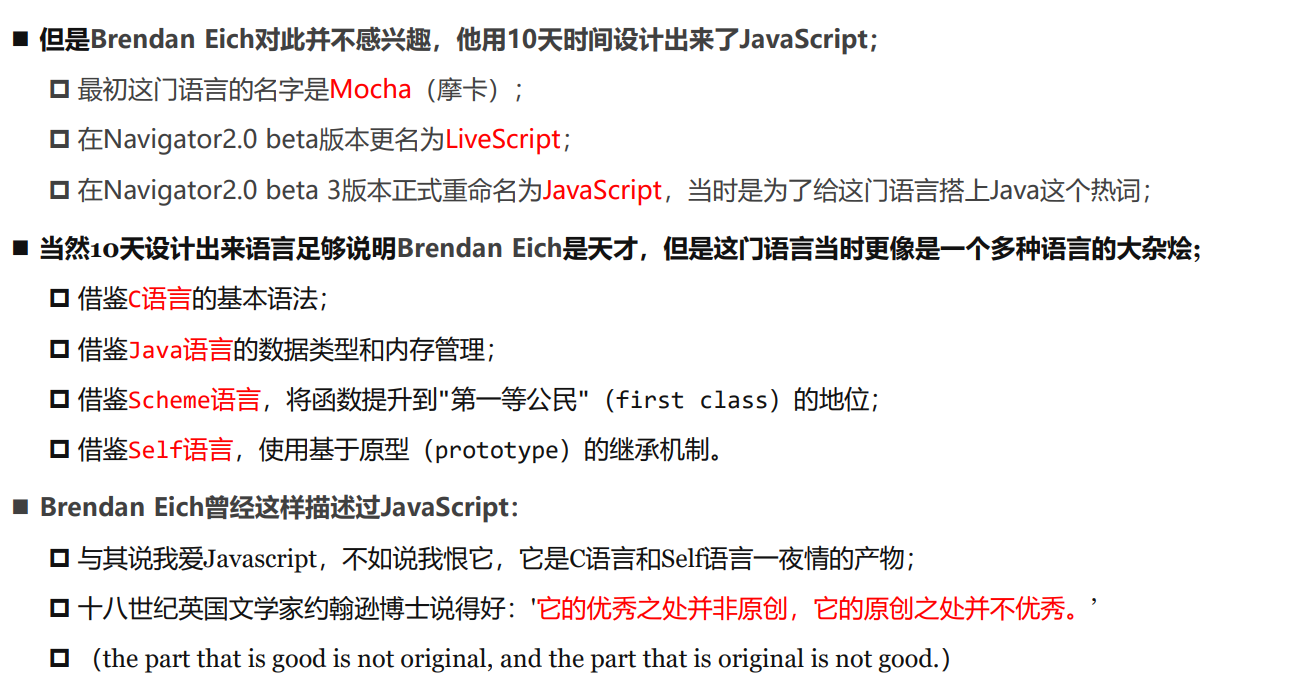 但是Brendan Eich对此并不感兴趣，他用10天时间设计出来了JavaScript；
最初这门语言的名字是Mocha（摩卡）；
在Navigator2.0 beta版本更名为LiveScript；
在Navigator2.0 beta 3版本正式重命名为JavaScript，当时是为了给这门语言搭上Java这个热词；
当然10天设计出来语言足够说明Brendan Eich是天才，但是这门语言当时更像是一个多种语言的大杂烩；
借鉴C语言的基本语法；
借鉴Java语言的数据类型和内存管理；
借鉴Scheme语言，将函数提升到"第一等公民"（first class）的地位；
借鉴Self语言，使用基于原型（prototype）的继承机制。
Brendan Eich曾经这样描述过JavaScript：
与其说我爱Javascript，不如说我恨它，它是C语言和Self语言一夜情的产物；
十八世纪英国文学家约翰逊博士说得好：'它的优秀之处并非原创，它的原创之处并不优秀。’
（the part that is good is not original, and the part that is original is not good.）